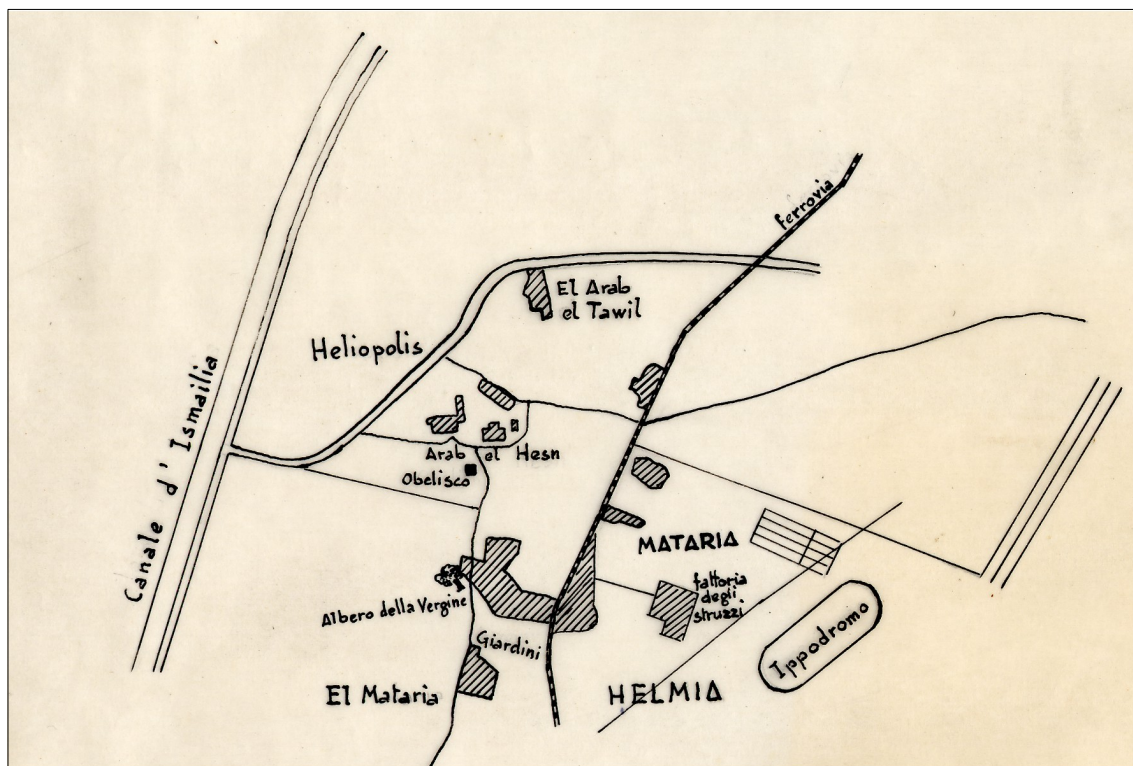 ferrovia
El Arab
el Tawil
Heliopolis
Canale d' Ismailia
Arab el Hesn
Obelisco
MATARIA
fattoria
degli
struzzi
Albero della Vergine
Ippodromo
Giardini
El Mataria
HELMIA